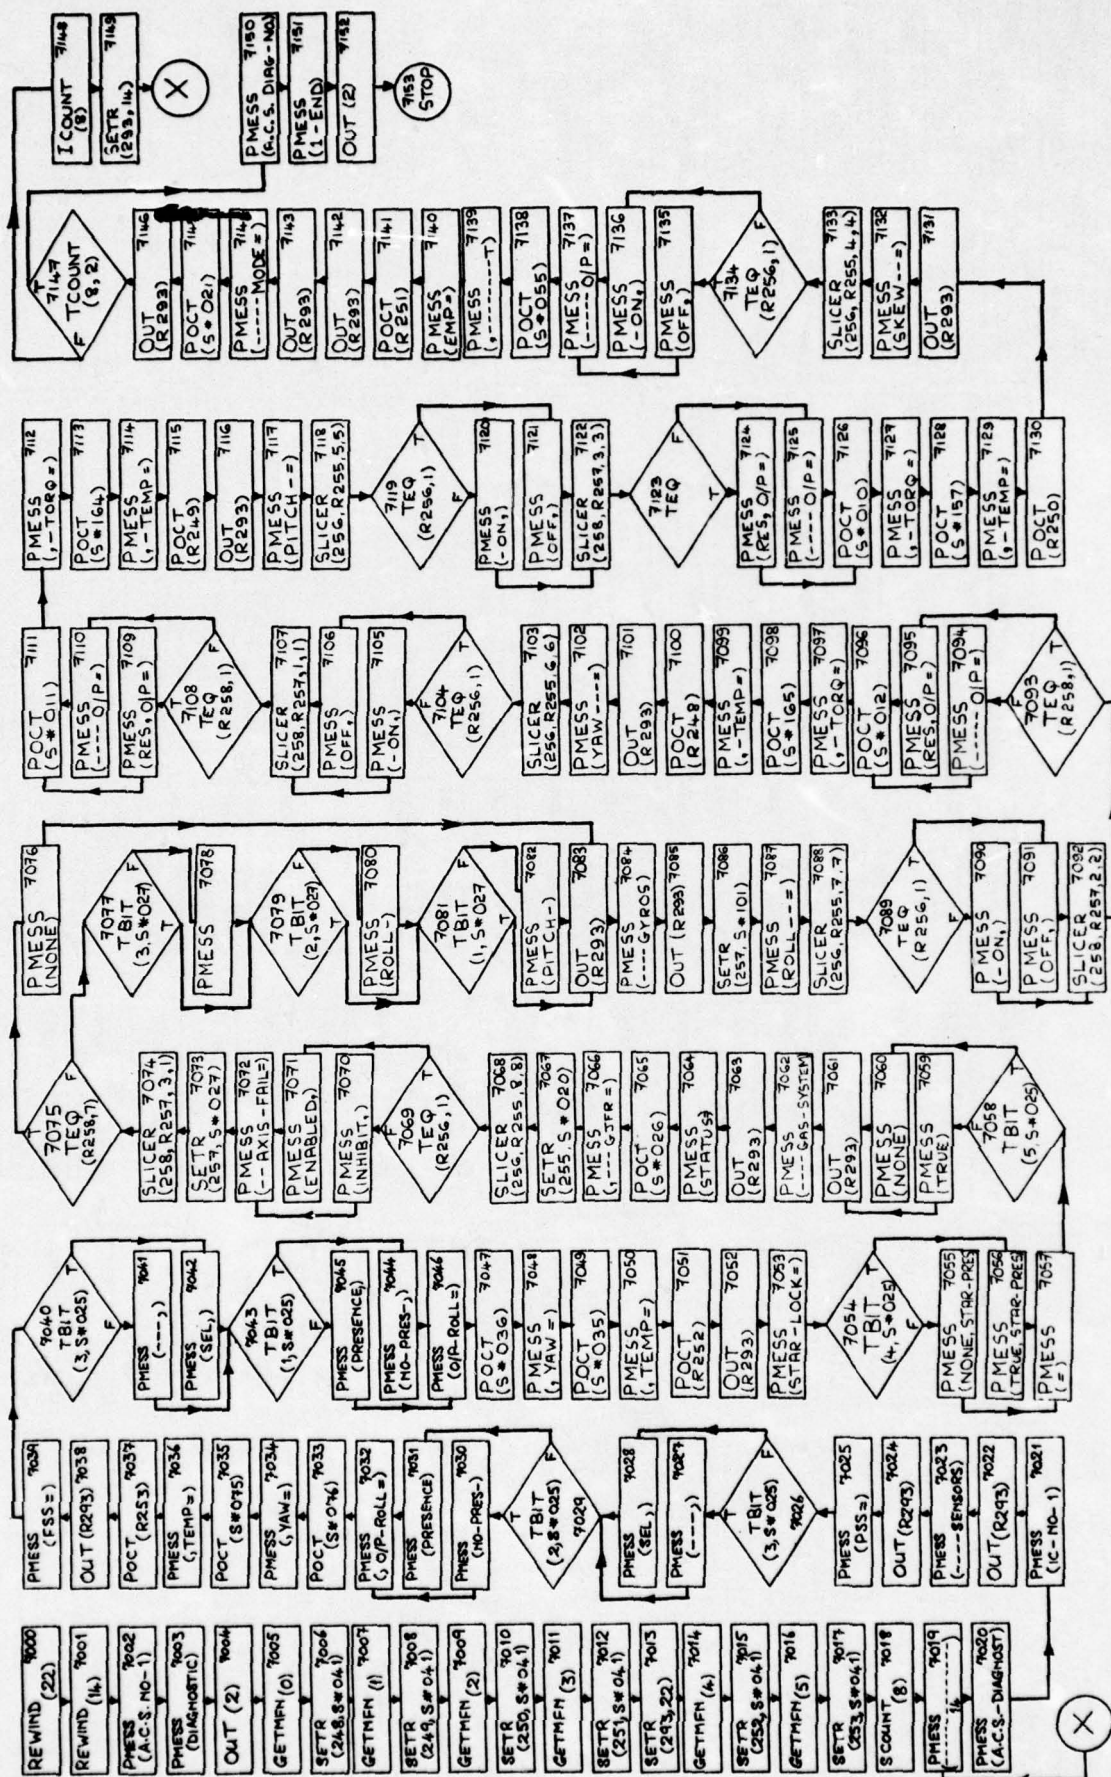 REWIND 7000
(22)
REWIND 7001
(14)
PMESS 7002
(A.C.S. NO-1)
PMESS 7003
(DIAGNOSTIC)
OUT (2) 7004
GETMFN (0) 7005
SETR 7006
(248,S*041)
GETMFN (1) 7007
SETR 7008
(249,S*041)
GETMFN (2) 7009
SETR 7010
(250,S*041)
GETMFN (3) 7011
SETR 7012
(251,S*041)
SETR 7013
(293,22)
GETMFN (4) 7014
SETR 7015
(252,S*041)
GETMFN (5) 7016
SETR 7017
(253,S*041)
SCOUNT 7018
(8)
PMESS 7019
X
PMESS 7020
(A.C.S.-DIAGNOST)
PMESS 7021
(IC-NO-1)
OUT (R293) 7022
PMESS 7023
(----SENSORS)
OUT (R293) 7024
PMESS 7025
(PSS=)
7026
TBIT
(3,S*025)
T F
PMESS 7027
(---,)
PMESS 7028
(SEL,)
TBIT
(2,S*025)
7029
T F
PMESS 7030
(NO-PRES-)
PMESS 7031
(PRESENCE)
PMESS 7032
(,O/P-ROLL=)
POCT 7033
(S*076)
PMESS 7034
(,YAW=)
POCT 7035
(S*075)
PMESS 7036
(,TEMP=)
POCT 7037
(R253)
OUT (R293) 7038
PMESS 7039
(FSS=)
7040
TBIT
(3,S*025)
F T
PMESS 7041
(---,)
PMESS 7042
(SEL,)
7043
TBIT
(1,S*025)
F T
PMESS 7045
(PRESENCE,)
PMESS 7044
(NO-PRES-,)
PMESS 7046
(O/P-ROLL=)
POCT 7047
(S*036)
PMESS 7048
(,YAW=)
POCT 7049
(S*035)
PMESS 7050
(,TEMP=)
POCT 7051
(R252)
OUT 7052
(R293)
PMESS 7053
(STAR-LOCK=)
7054
TBIT
(4,S*025)
F T
PMESS 7055
(NONE,STAR-PRES
PMESS 7056
(TRUE,STAR-PRES
PMESS 7057
(=)
7058
TBIT
(5,S*025)
F T
PMESS 7059
(TRUE)
PMESS 7060
(NONE)
OUT 7061
(R293)
PMESS 7062
(----GAS-SYSTEM
OUT 7063
(R293)
PMESS 7064
(STATUS=
POCT 7065
(S*026)
PMESS 7066
(,---GJFR=)
SETR 7067
(255,S*020)
SLICER 7068
(256,R255,8,8)
7069
TEQ
(R256,1)
F T
PMESS 7070
(INHIBIT,)
PMESS 7071
(ENABLED,)
PMESS 7072
(--AXIS-FAIL=)
SETR 7073
(257,S*027)
SLICER 7074
(258,R257,3,1)
7075
TEQ
(R258,7)
T F
PMESS 7076
(NONE)
7077
TBIT
(3,S*027)
F T
PMESS 7078
7079
TBIT
(2,S*027)
F T
PMESS 7080
(ROLL-)
7081
TBIT
(1,S*027
F T
PMESS 7082
(PITCH-)
OUT 7083
(R293)
PMESS 7084
(----GYROS)
OUT (R293) 7085
SETR 7086
(257,S*101)
PMESS 7087
(ROLL--=)
SLICER 7088
(256,R255,7,7)
7089
TEQ
(R256,1)
F T
PMESS 7090
(-ON,)
PMESS 7091
(OFF,)
SLICER 7092
(258,R257,2,2)
7093
TEQ
(R258,1)
F T
PMESS 7094
(----O/P=)
PMESS 7095
(RES,O/P=)
POCT 7096
(S*012)
PMESS 7097
(,-TORQ=)
POCT 7098
(S*165)
PMESS 7099
(,-TEMP=)
POCT 7100
(R248)
OUT 7101
(R293)
PMESS 7102
(YAW---=)
SLICER 7103
(256,R255,6,6)
7104
TEQ
(R256,1)
F T
PMESS 7105
(-ON,)
PMESS 7106
(OFF,)
SLICER 7107
(258,R257,1,1)
7108
TEQ
(R258,1)
T F
PMESS 7109
(RES,O/P=)
PMESS 7110
(----O/P=)
POCT 7111
(S*011)
PMESS 7112
(,-TORQ=)
POCT 7113
(S*164)
PMESS 7114
(,-TEMP=)
POCT 7115
(R249)
OUT 7116
(R293)
PMESS 7117
(PITCH-=)
SLICER 7118
(256,R255,5,5)
7119
TEQ
(R256,1)
F T
PMESS 7120
(-ON,)
PMESS 7121
(OFF,)
SLICER 7122
(258,R257,3,3)
7123
TEQ
T F
PMESS 7124
(RES,O/P=)
PMESS 7125
(----O/P=)
POCT 7126
(S*010)
PMESS 7127
(,-TORQ=)
POCT 7128
(S*157)
PMESS 7129
(,-TEMP=)
POCT 7130
(R250)
OUT 7131
(R293)
PMESS 7132
(SKEW--=)
SLICER 7133
(256,R255,4,4)
7134
TEQ
(R256,1)
T F
PMESS 7135
(OFF,)
PMESS 7136
(-ON,)
PMESS 7137
(----O/P=)
POCT 7138
(S*055)
PMESS 7139
(,-------T)
PMESS 7140
(EMP=)
POCT 7141
(R251)
OUT 7142
(R293)
OUT 7143
(R293)
PMESS
(----MODE=)
POCT
(S*021)
OUT 7146
(R293)
7147
TCOUNT
(8,2)
T F
ICOUNT 7148
(8)
SETR 7149
(293,14)
X
PMESS 7150
(A.C.S. DIAG-NO)
PMESS 7151
(1-END)
OUT (2) 7152
7153
STOP